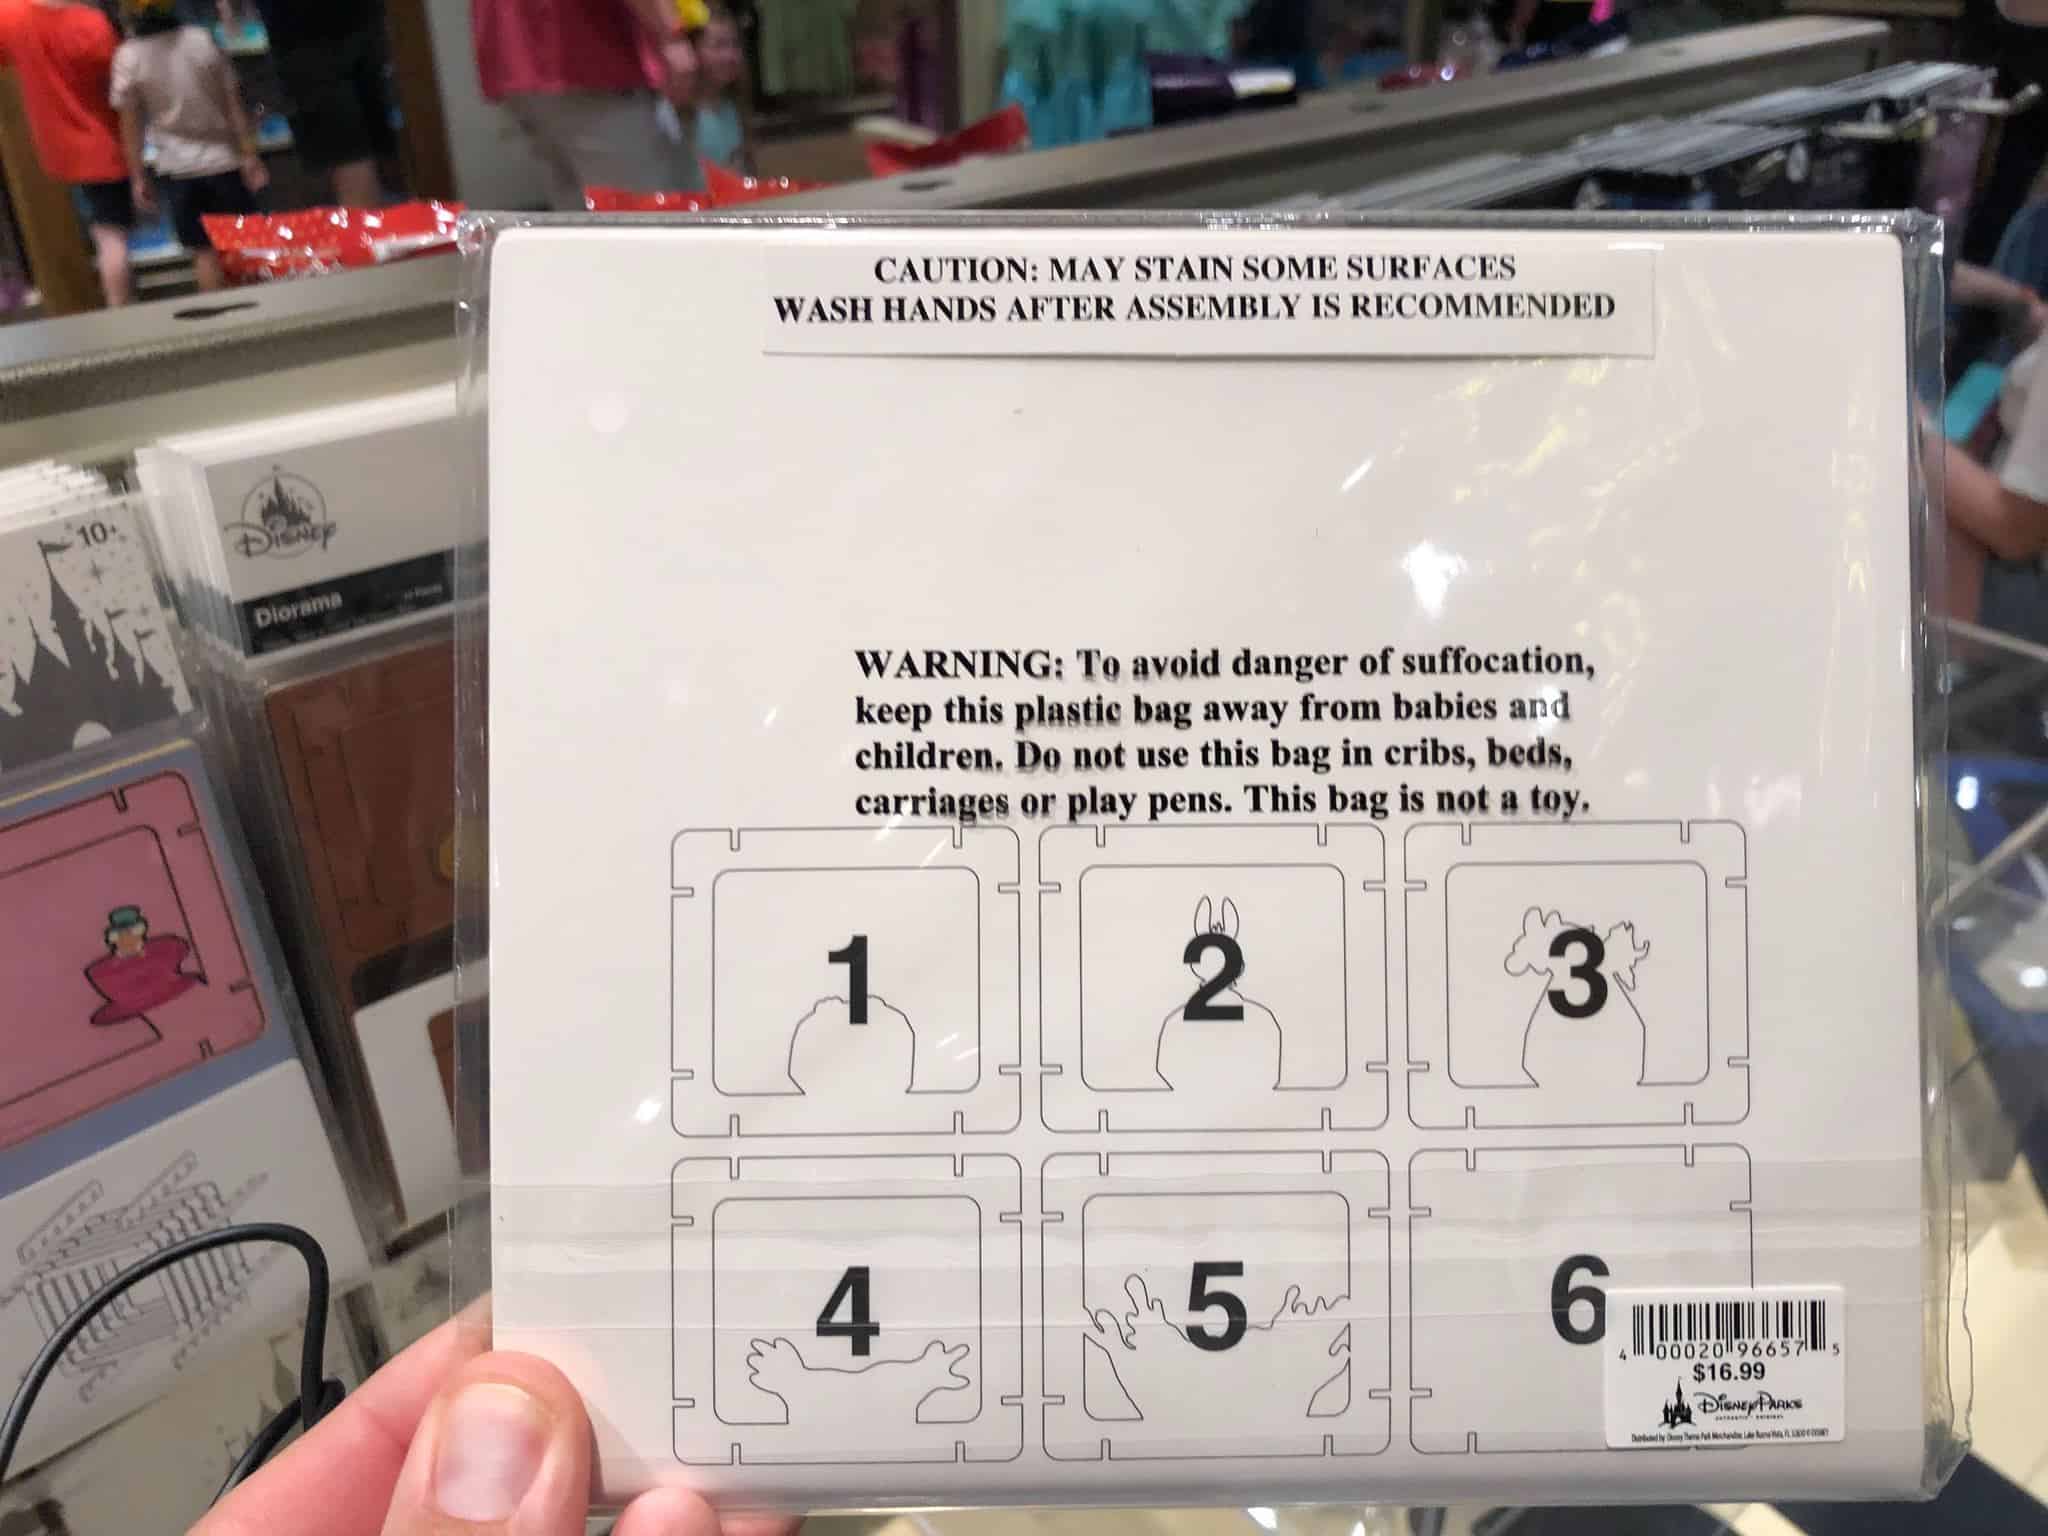 CAUTION: MAY STAIN SOME SURFACES
WASH HANDS AFTER ASSEMBLY IS RECOMMENDED
10+
Disney
Diorama
WARNING: To avoid danger of suffocation,
keep this plastic bag away from babies and
children. Do not use this bag in cribs, beds,
carriages or play pens. This bag is not a toy.
1
2
3
4
5
6
4 00020 96657 5
$16.99
Disney Parks
AUTHENTIC ORIGINAL